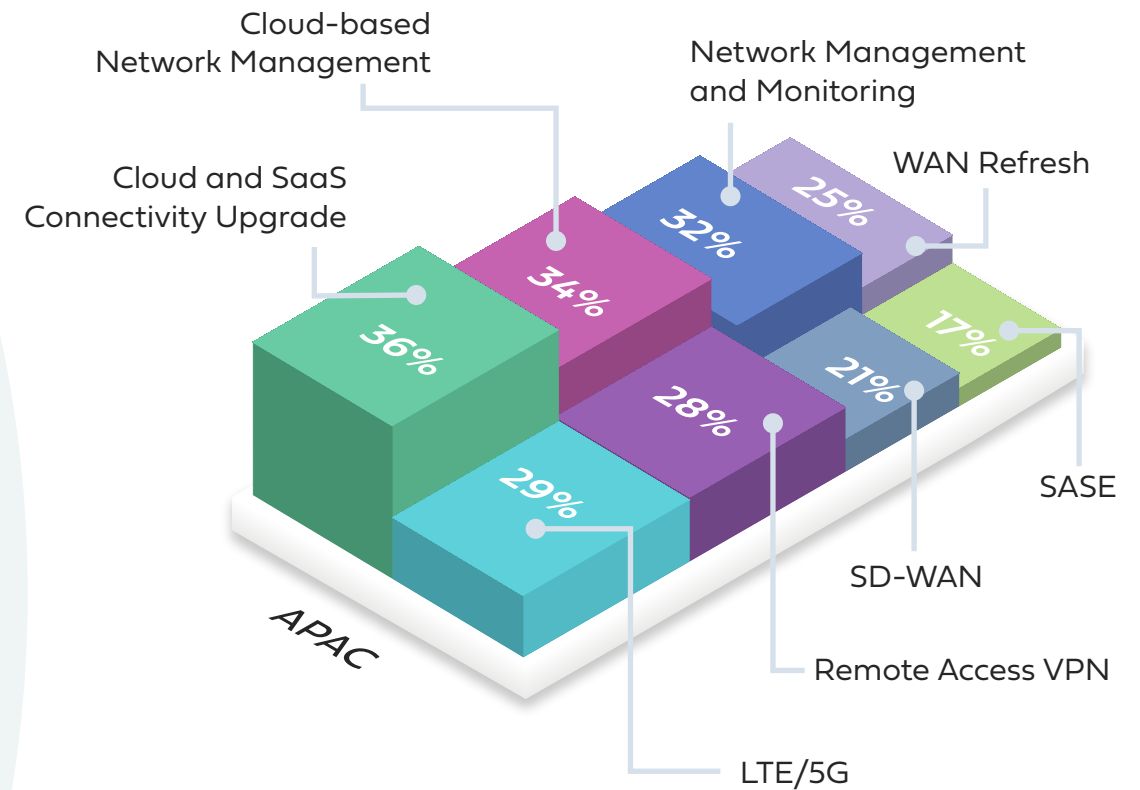 Cloud-based
Network Management
Network Management
and Monitoring
Cloud and SaaS
Connectivity Upgrade
WAN Refresh
25%
32%
34%
36%
17%
21%
28%
29%
SASE
SD-WAN
APAC
Remote Access VPN
LTE/5G